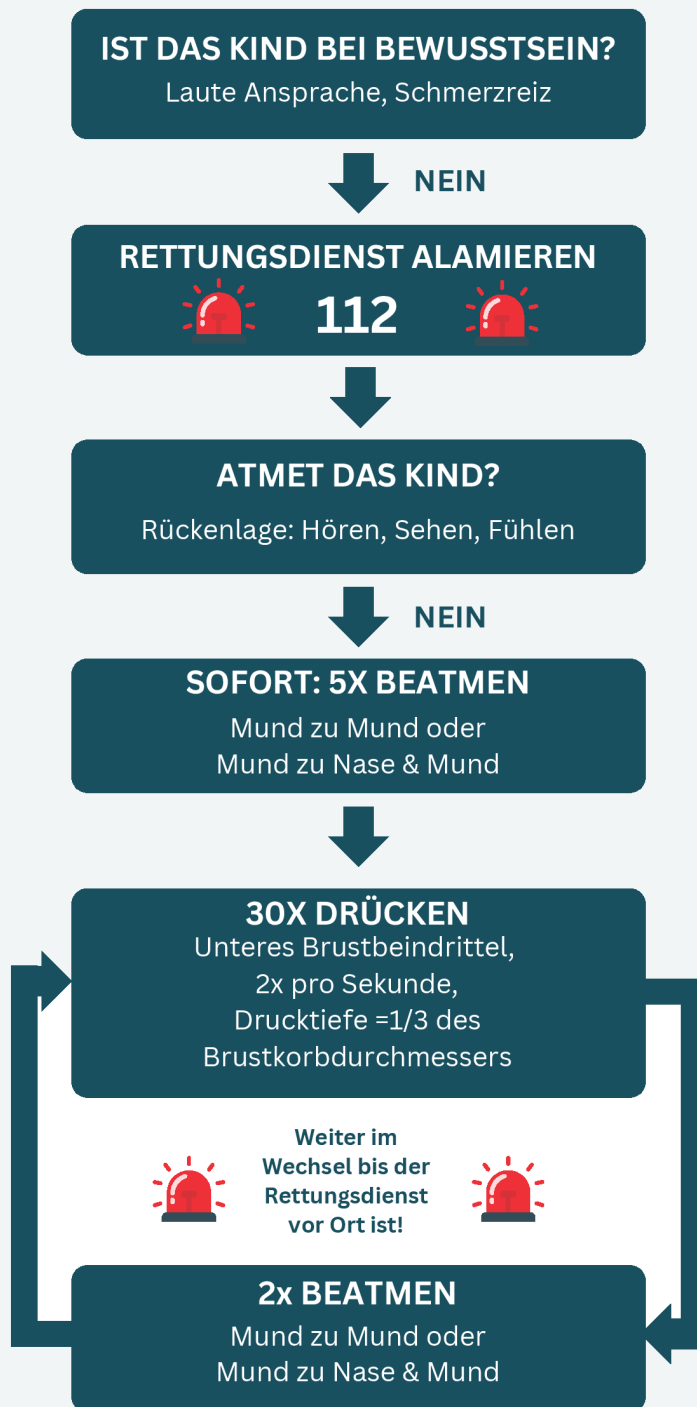 IST DAS KIND BEI BEWUSSTSEIN?
Laute Ansprache, Schmerzreiz
NEIN
RETTUNGSDIENST ALAMIEREN
112
ATMET DAS KIND?
Rückenlage: Hören, Sehen, Fühlen
NEIN
SOFORT: 5X BEATMEN
Mund zu Mund oder
Mund zu Nase & Mund
30X DRÜCKEN
Unteres Brustbeindrittel,
2x pro Sekunde,
Drucktiefe =1/3 des
Brustkorbdurchmessers
Weiter im
Wechsel bis der
Rettungsdienst
vor Ort ist!
2x BEATMEN
Mund zu Mund oder
Mund zu Nase & Mund